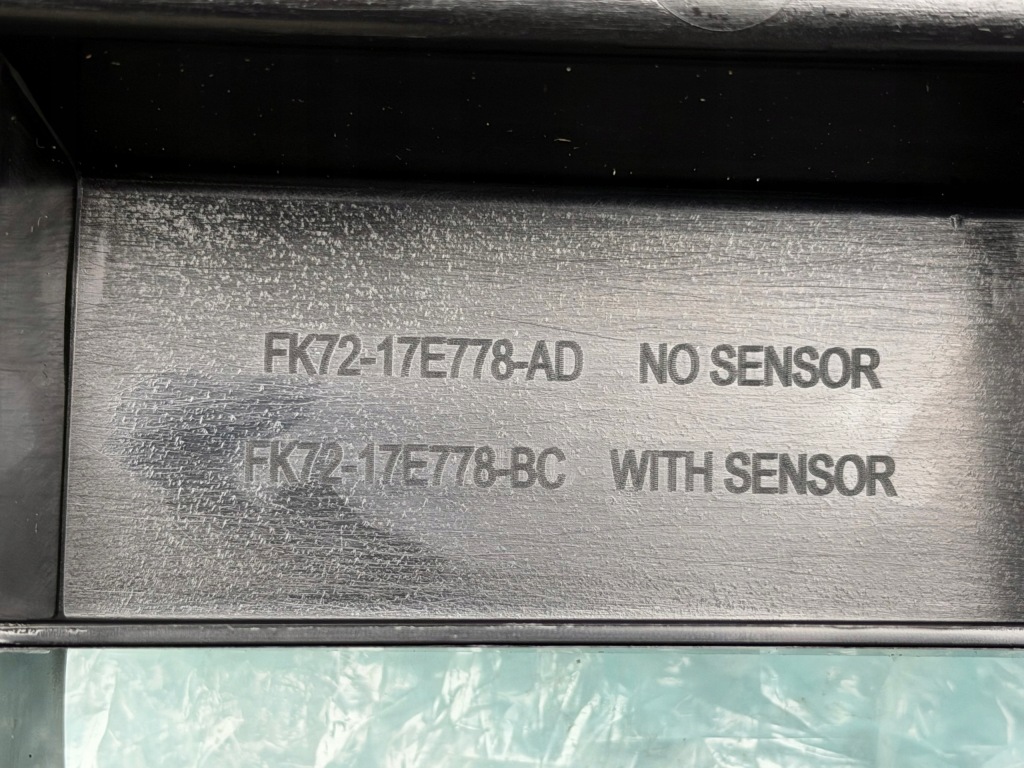 FK72-17E778-AD NO SENSOR
FK72-17E778-BC WITH SENSOR